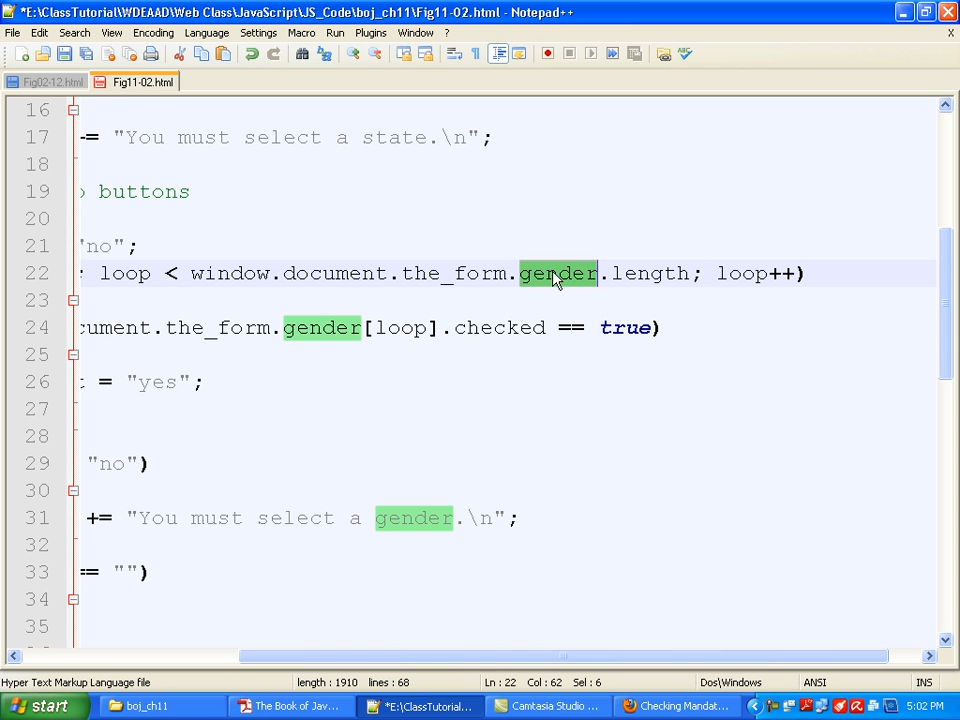 *E:\ClassTutorial\WDEAAD\Web Class\JavaScript\JS_Code\boj_ch11\Fig11-02.html - Notepad++
File Edit Search View Encoding Language Settings Macro Run Plugins Window ? X
Fig02-12.html Fig11-02.html
16
17 = "You must select a state.\n";
18
19 buttons
20
21 "no";
22 ; loop < window.document.the_form.gender.length; loop++)
23
24 cument.the_form.gender[loop].checked == true)
25
26 = "yes";
27
28
29 "no")
30
31 += "You must select a gender.\n";
32
33 == "")
34
35
Hyper Text Markup Language file length : 1910 lines : 68 Ln : 22 Col : 62 Sel : 6 Dos\Windows ANSI INS
start boj_ch11 The Book of Jav... *E:\ClassTutorial... Camtasia Studio ... Checking Mandat... 5:02 PM